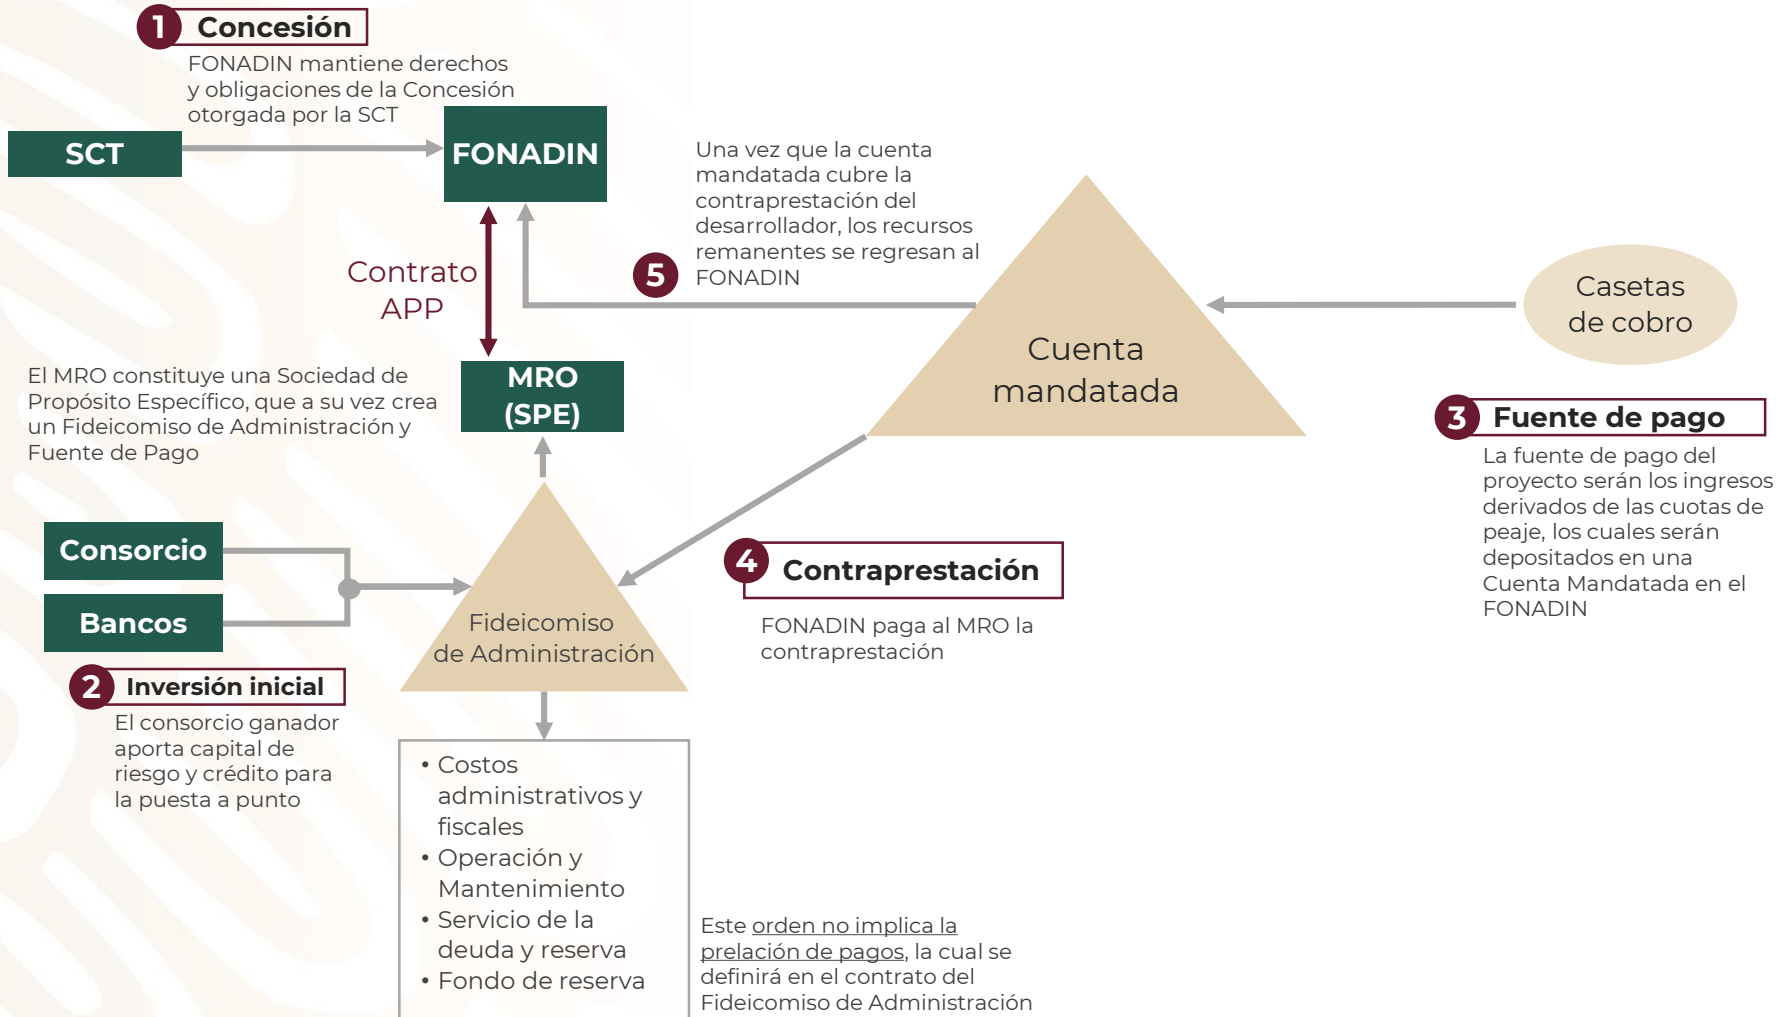 1 Concesión
FONADIN mantiene derechos
y obligaciones de la Concesión
otorgada por la SCT
SCT
FONADIN
Una vez que la cuenta
mandatada cubre la
contraprestación del
desarrollador, los recursos
remanentes se regresan al
FONADIN
5
Contrato
APP
Cuenta
mandatada
Casetas
de cobro
El MRO constituye una Sociedad de
Propósito Específico, que a su vez crea
un Fideicomiso de Administración y
Fuente de Pago
MRO
(SPE)
3 Fuente de pago
La fuente de pago del
proyecto serán los ingresos
derivados de las cuotas de
peaje, los cuales serán
depositados en una
Cuenta Mandatada en el
FONADIN
Consorcio
Bancos
Fideicomiso
de Administración
4 Contraprestación
FONADIN paga al MRO la
contraprestación
2 Inversión inicial
El consorcio ganador
aporta capital de
riesgo y crédito para
la puesta a punto
• Costos
administrativos y
fiscales
• Operación y
Mantenimiento
• Servicio de la
deuda y reserva
• Fondo de reserva
Este orden no implica la
prelación de pagos, la cual se
definirá en el contrato del
Fideicomiso de Administración